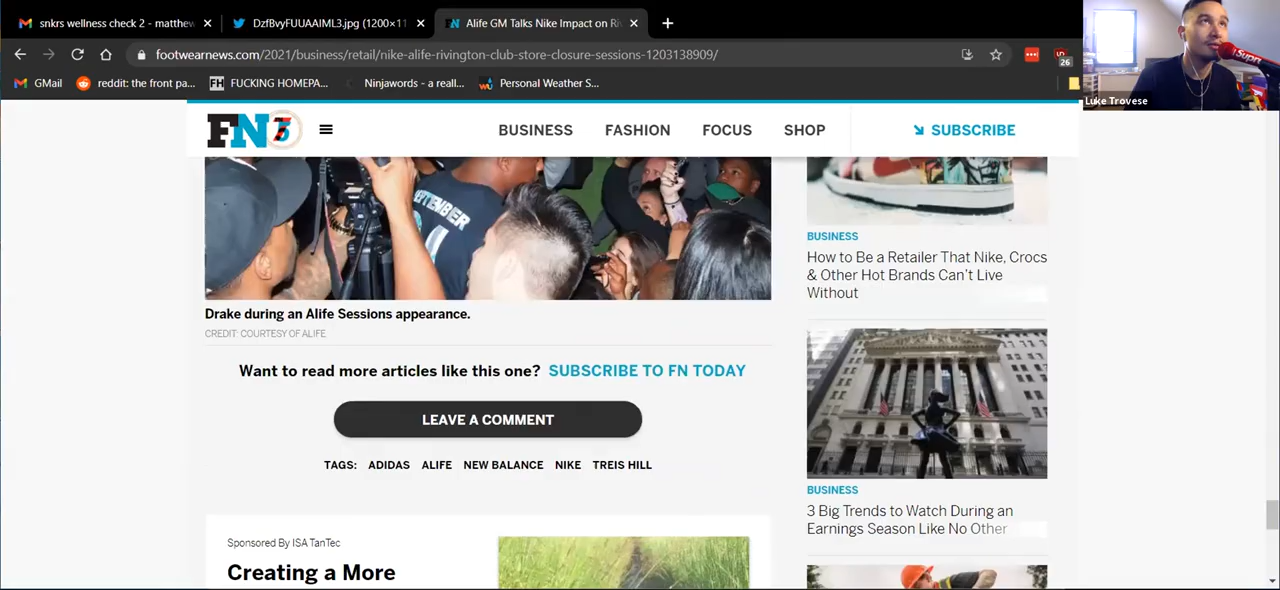 snkrs wellness check 2 - matthew
DzfBvyFUUAAIML3.jpg (1200×11
Alife GM Talks Nike Impact on Riv
footwearnews.com/2021/business/retail/nike-alife-rivington-club-store-closure-sessions-1203138909/
26
GMail
reddit: the front pa...
FH
FUCKING HOMEPA...
Ninjawords - a reall...
Personal Weather S...
Supr
Luke Trovese
FN
BUSINESS
FASHION
FOCUS
SHOP
SUBSCRIBE
Drake during an Alife Sessions appearance.
CREDIT: COURTESY OF ALIFE
Want to read more articles like this one? SUBSCRIBE TO FN TODAY
LEAVE A COMMENT
TAGS: ADIDAS ALIFE NEW BALANCE NIKE TREIS HILL
Sponsored By ISA TanTec
Creating a More
BUSINESS
How to Be a Retailer That Nike, Crocs
& Other Hot Brands Can't Live
Without
BUSINESS
3 Big Trends to Watch During an
Earnings Season Like No Other